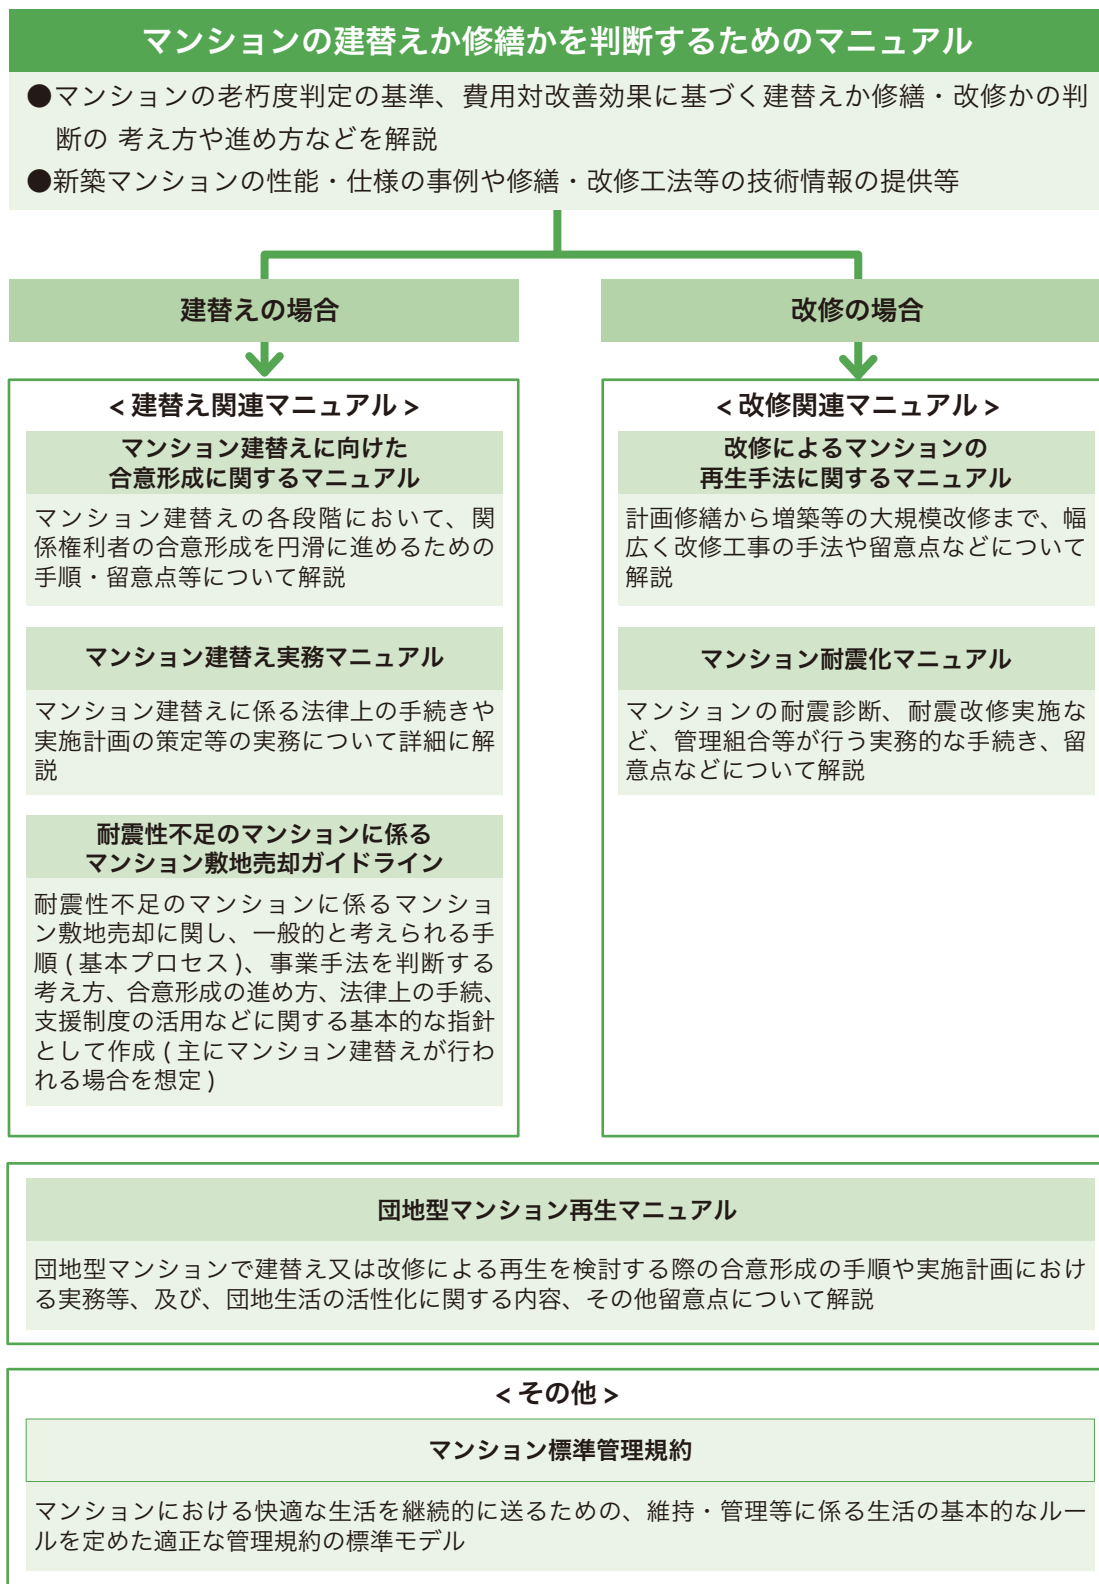 マンションの建替えか修繕かを判断するためのマニュアル
●マンションの老朽度判定の基準、費用対改善効果に基づく建替えか修繕・改修かの判
断の 考え方や進め方などを解説
●新築マンションの性能・仕様の事例や修繕・改修工法等の技術情報の提供等
建替えの場合
<建替え関連マニュアル>
マンション建替えに向けた
合意形成に関するマニュアル
マンション建替えの各段階において、関
係権利者の合意形成を円滑に進めるための
手順・留意点等について解説
マンション建替え実務マニュアル
マンション建替えに係る法律上の手続きや
実施計画の策定等の実務について詳細に解
説
耐震性不足のマンションに係る
マンション敷地売却ガイドライン
耐震性不足のマンションに係るマンショ
ン敷地売却に関し、一般的と考えられる手
順(基本プロセス)、事業手法を判断する
考え方、合意形成の進め方、法律上の手続、
支援制度の活用などに関する基本的な指針
として作成(主にマンション建替えが行わ
れる場合を想定)
改修の場合
<改修関連マニュアル>
改修によるマンションの
再生手法に関するマニュアル
計画修繕から増築等の大規模改修まで、幅
広く改修工事の手法や留意点などについて
解説
マンション耐震化マニュアル
マンションの耐震診断、耐震改修実施な
ど、管理組合等が行う実務的な手続き、留
意点などについて解説
団地型マンション再生マニュアル
団地型マンションで建替え又は改修による再生を検討する際の合意形成の手順や実施計画におけ
る実務等、及び、団地生活の活性化に関する内容、その他留意点について解説
<その他>
マンション標準管理規約
マンションにおける快適な生活を継続的に送るための、維持・管理等に係る生活の基本的なルー
ルを定めた適正な管理規約の標準モデル